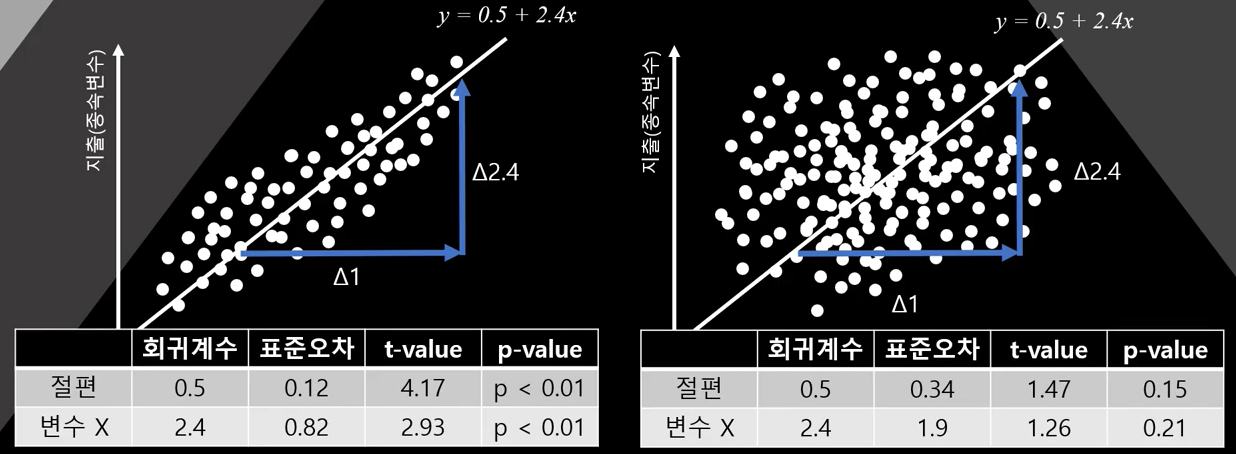 y = 0.5 + 2.4x
지출(종속변수)
Δ2.4
Δ1
회귀계수 표준오차 t-value p-value
절편 0.5 0.12 4.17 p < 0.01
변수 X 2.4 0.82 2.93 p < 0.01
y = 0.5 + 2.4x
지출(종속변수)
Δ2.4
Δ1
회귀계수 표준오차 t-value p-value
절편 0.5 0.34 1.47 0.15
변수 X 2.4 1.9 1.26 0.21